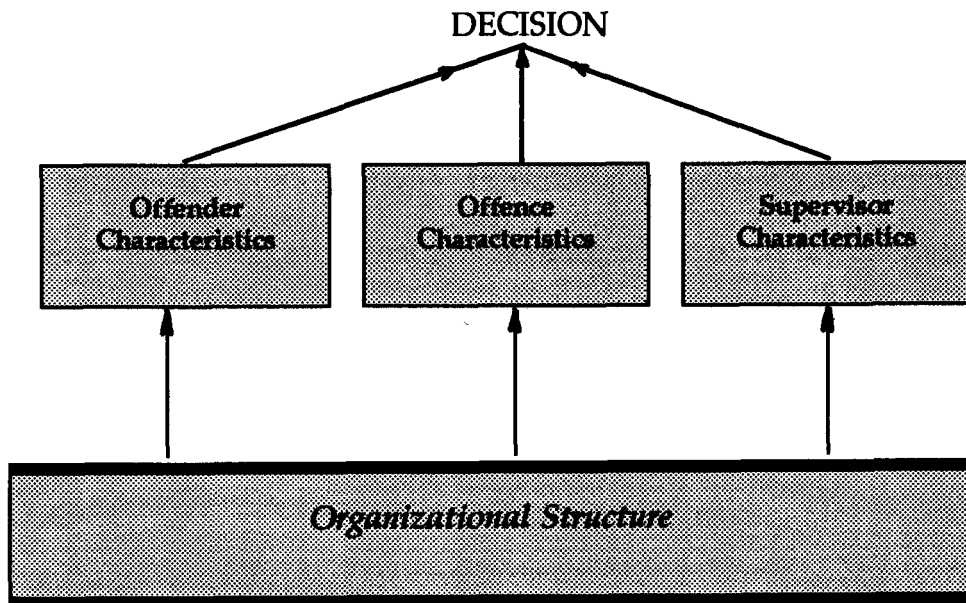 DECISION
Offender
Characteristics
Offence
Characteristics
Supervisor
Characteristics
Organizational Structure